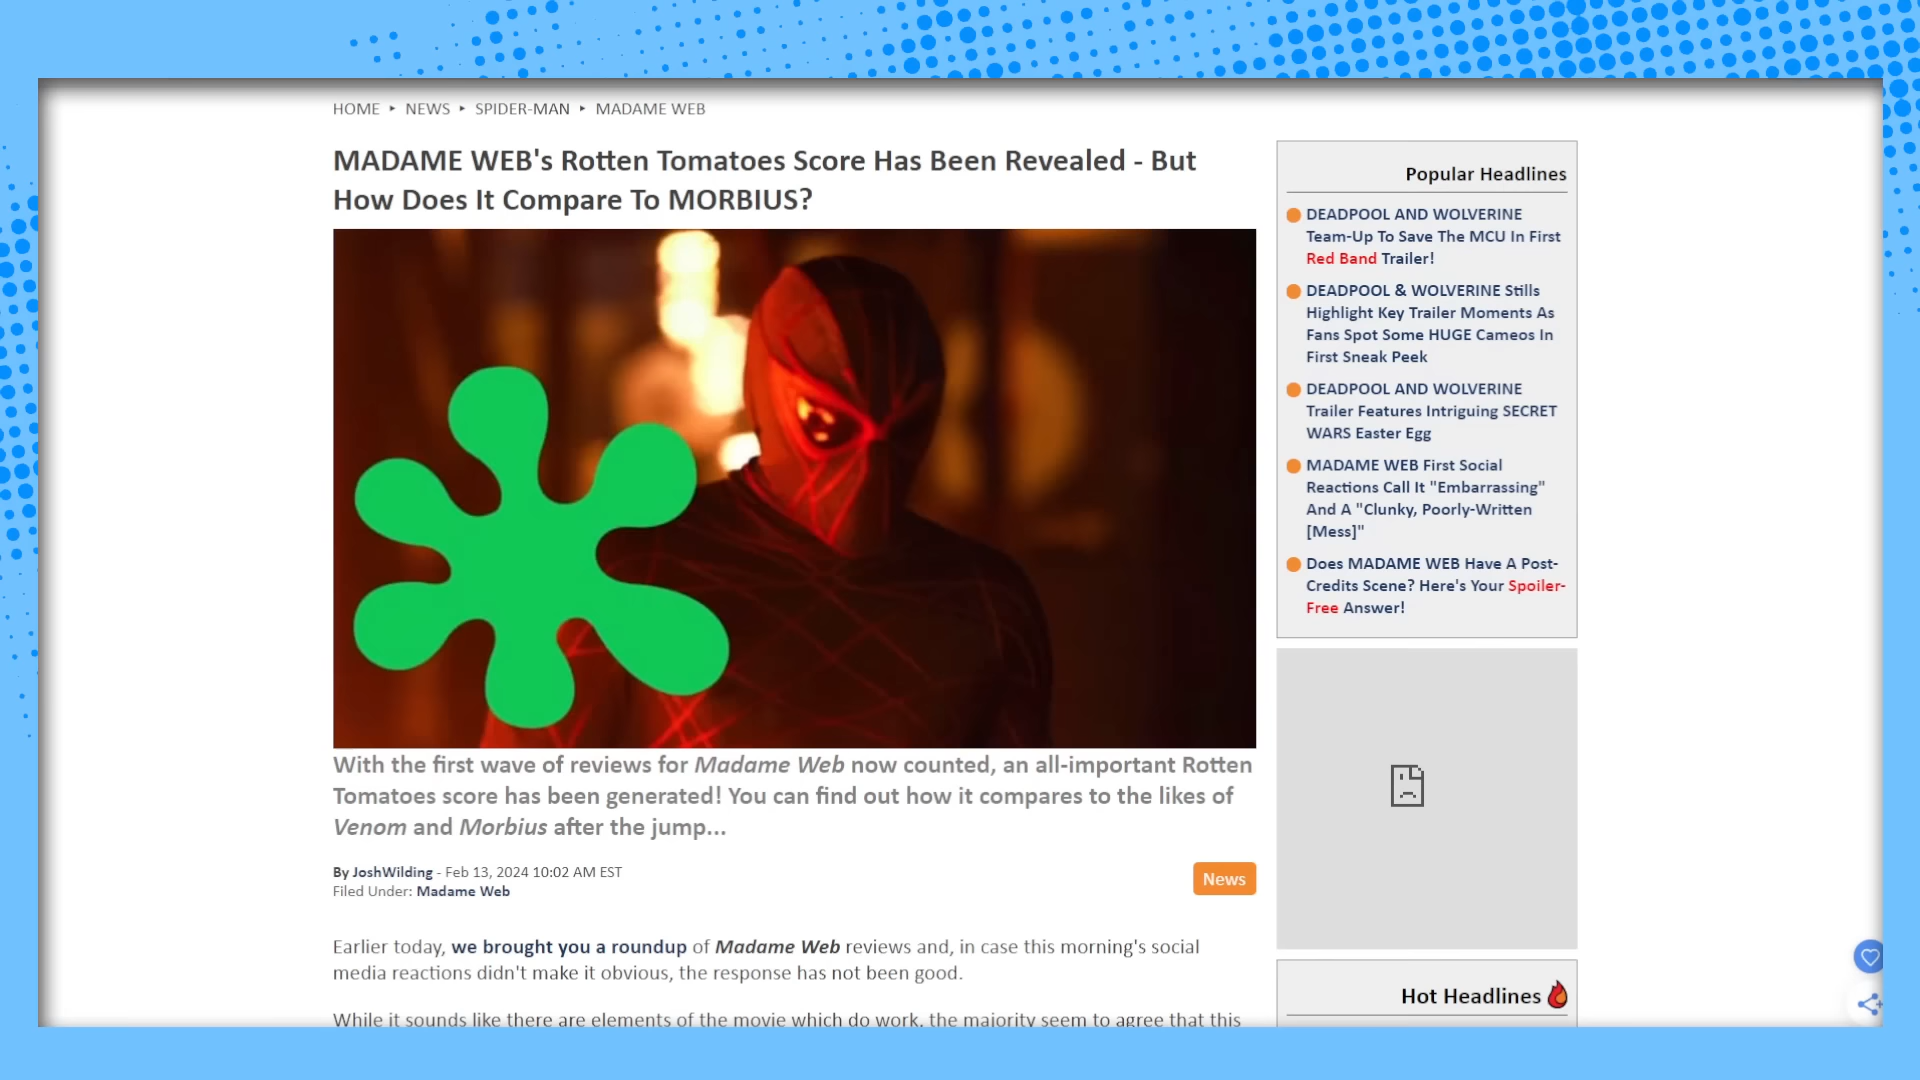 HOME ‣ NEWS ‣ SPIDER-MAN ‣ MADAME WEB
MADAME WEB's Rotten Tomatoes Score Has Been Revealed - But
How Does It Compare To MORBIUS?
With the first wave of reviews for Madame Web now counted, an all-important Rotten
Tomatoes score has been generated! You can find out how it compares to the likes of
Venom and Morbius after the jump...
By JoshWilding - Feb 13, 2024 10:02 AM EST
Filed Under: Madame Web
News
Earlier today, we brought you a roundup of Madame Web reviews and, in case this morning's social
media reactions didn't make it obvious, the response has not been good.
While it sounds like there are elements of the movie which do work, the majority seem to agree that this
Popular Headlines
DEADPOOL AND WOLVERINE
Team-Up To Save The MCU In First
Red Band Trailer!
DEADPOOL & WOLVERINE Stills
Highlight Key Trailer Moments As
Fans Spot Some HUGE Cameos In
First Sneak Peek
DEADPOOL AND WOLVERINE
Trailer Features Intriguing SECRET
WARS Easter Egg
MADAME WEB First Social
Reactions Call It "Embarrassing"
And A "Clunky, Poorly-Written
[Mess]"
Does MADAME WEB Have A Post-
Credits Scene? Here's Your Spoiler-
Free Answer!
Hot Headlines